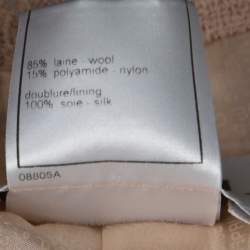 85% laine - wool
15% polyamide - nylon
doublure/lining
100% soie - silk
08805A